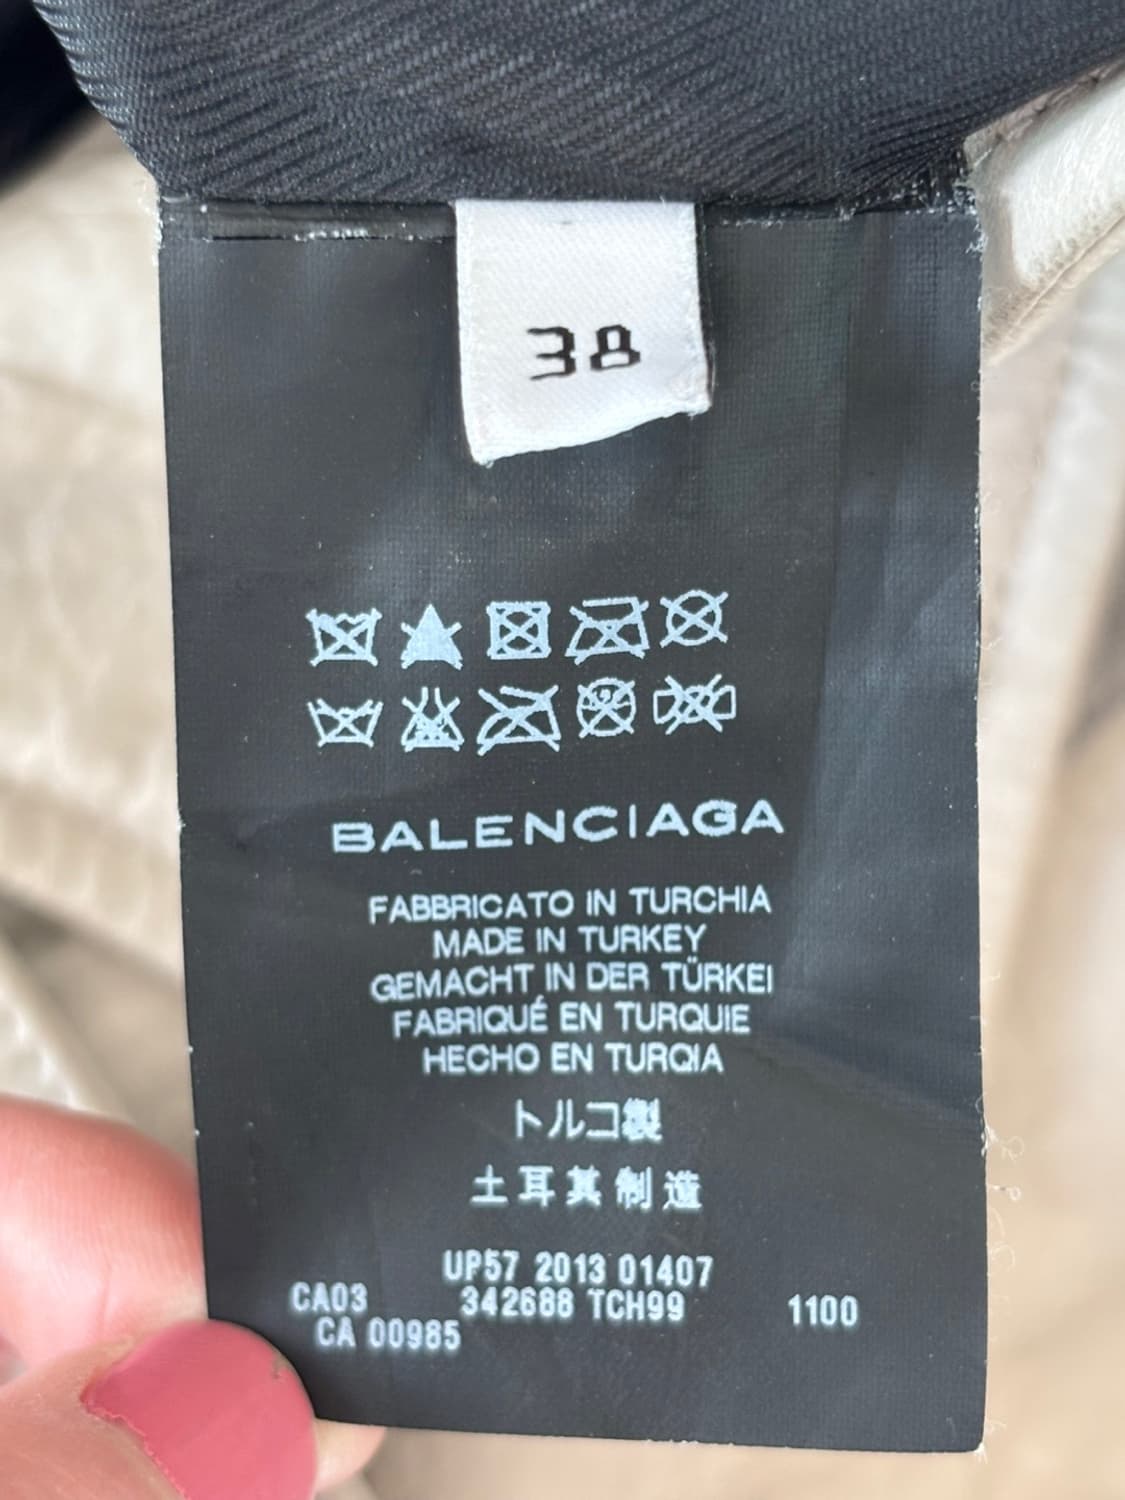 38
BALENCIAGA
FABBRICATO IN TURCHIA
MADE IN TURKEY
GEMACHT IN DER TÜRKEI
FABRIQUÉ EN TURQUIE
HECHO EN TURQIA
トルコ製
土耳其制造
UP57 2013 01407
CA03 342688 TCH99 1100
CA 00985